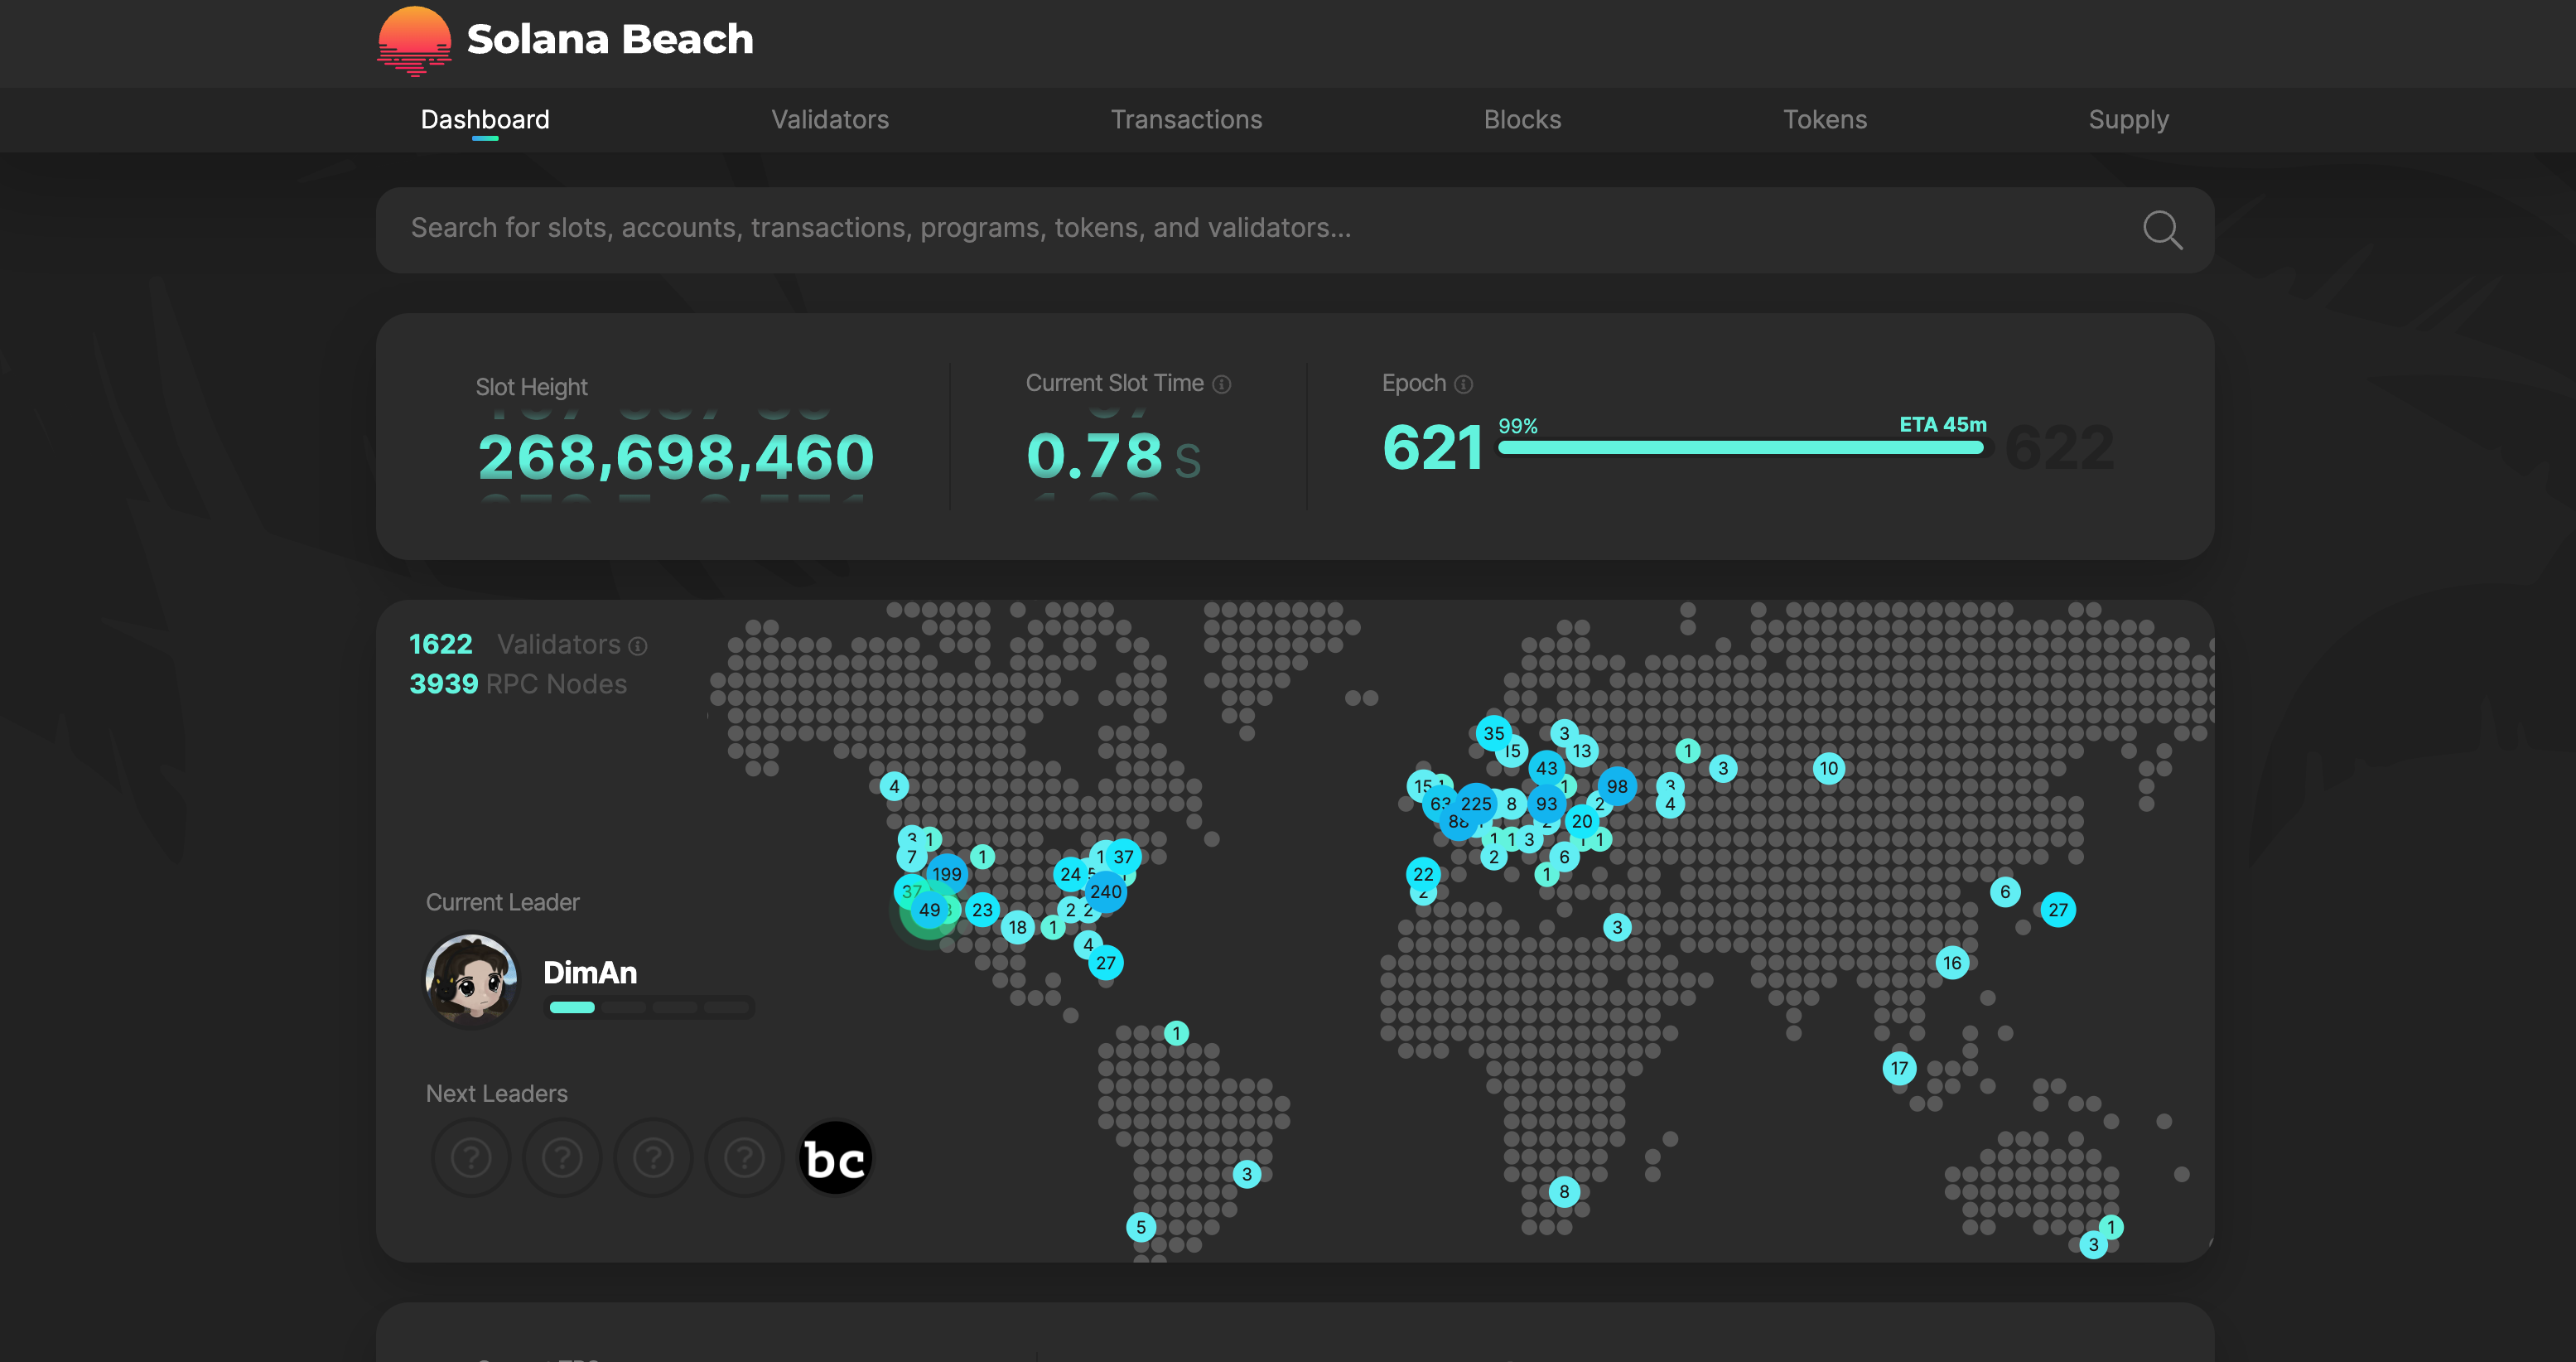 Solana Beach
Dashboard Validators Transactions Blocks Tokens Supply
Search for slots, accounts, transactions, programs, tokens, and validators...
Slot Height Current Slot Time Epoch
268,698,460 0.78 s 621 99% ETA 45m 622
1622 Validators
3939 RPC Nodes
35 3
15 13 1
43 3 10
4 15 1 98 3
63 225 8 93 2 4
88 2 20
3 1 1 1 3 1 1
7 1 1 37 2 6
199 24 5 22 1
37 240 2 6
49 23 2 2 27
18 1 3
4
27 16
Current Leader
DimAn
1
17
Next Leaders
? ? ? ? bc
3
8
5 1
3